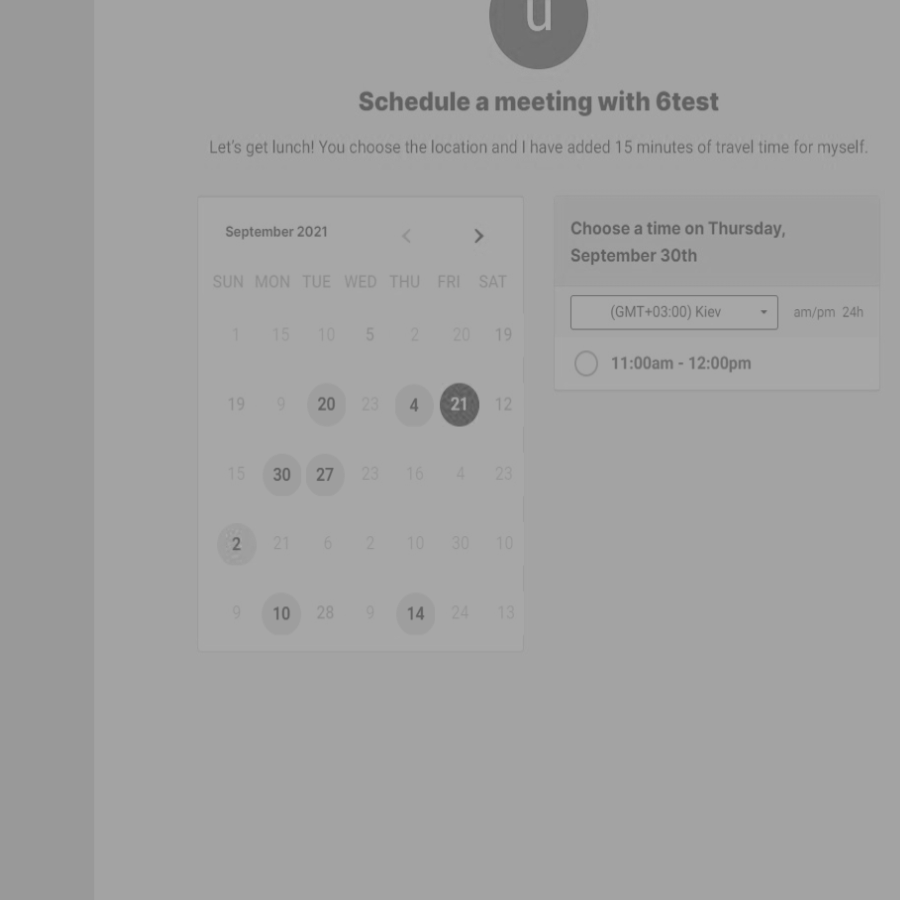 u
Schedule a meeting with 6test
Let's get lunch! You choose the location and I have added 15 minutes of travel time for myself.
September 2021
SUN MON TUE WED THU FRI SAT
1 15 10 5 2 20 19
19 9 20 23 4 21 12
15 30 27 23 16 4 23
2 21 6 2 10 30 10
9 10 28 9 14 24 13
Choose a time on Thursday,
September 30th
(GMT+03:00) Kiev am/pm 24h
11:00am - 12:00pm